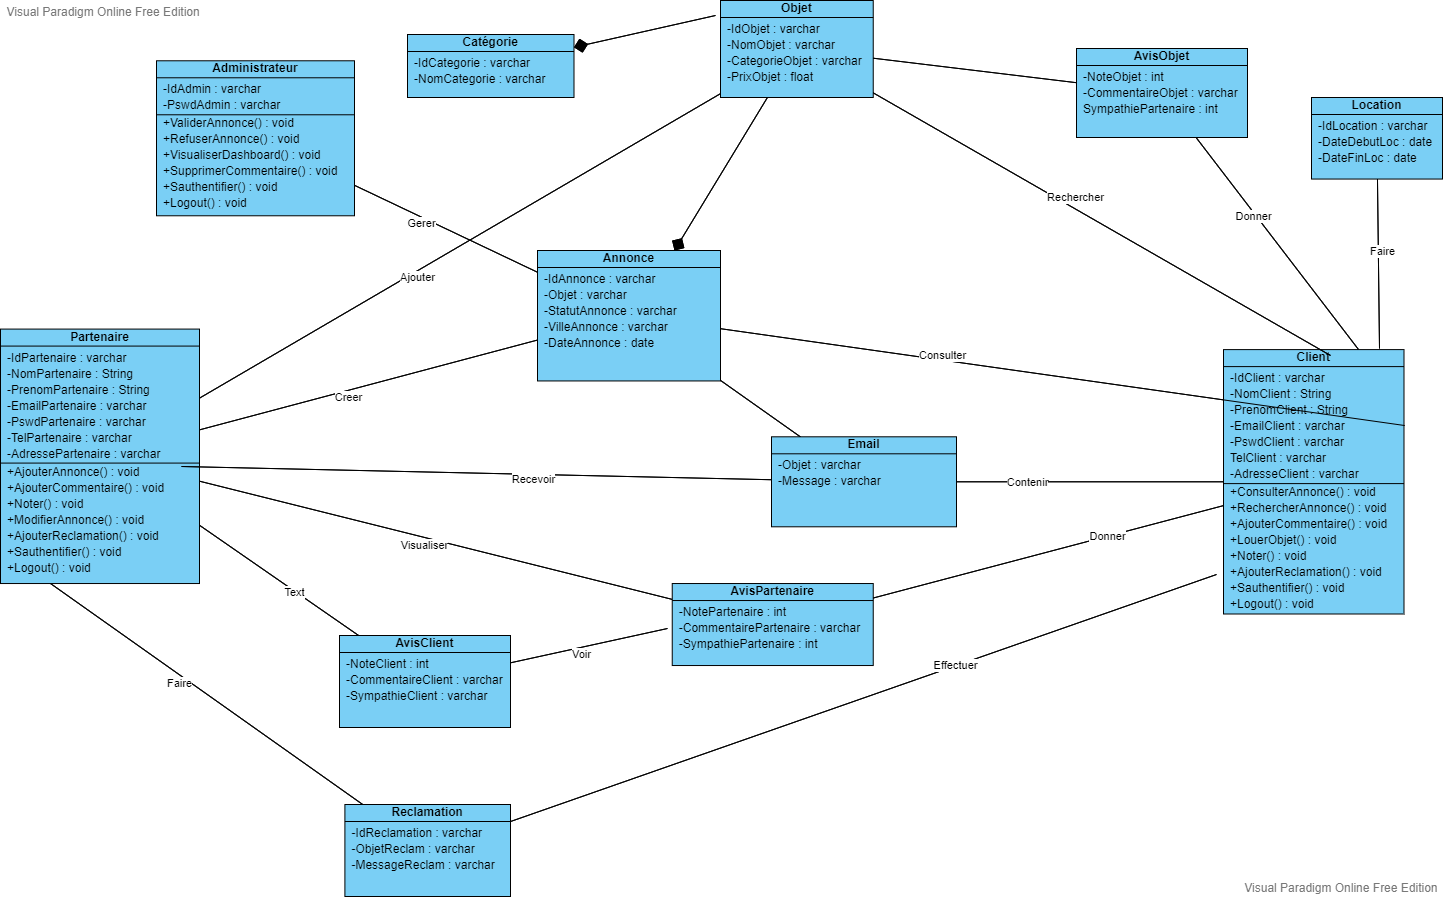 Visual Paradigm Online Free Edition
Objet
-IdObjet : varchar
-NomObjet : varchar
-CategorieObjet : varchar
-PrixObjet : float
Catégorie
-IdCategorie : varchar
-NomCategorie : varchar
AvisObjet
-NoteObjet : int
-CommentaireObjet : varchar
SympathiePartenaire : int
Administrateur
-IdAdmin : varchar
-PswdAdmin : varchar
+ValiderAnnonce() : void
+RefuserAnnonce() : void
+VisualiserDashboard() : void
+SupprimerCommentaire() : void
+Sauthentifier() : void
+Logout() : void
Location
-IdLocation : varchar
-DateDebutLoc : date
-DateFinLoc : date
Rechercher
Donner
Gérer
Faire
Ajouter
Annonce
-IdAnnonce : varchar
-Objet : varchar
-StatutAnnonce : varchar
-VilleAnnonce : varchar
-DateAnnonce : date
Partenaire
-IdPartenaire : varchar
-NomPartenaire : String
-PrenomPartenaire : String
-EmailPartenaire : varchar
-PswdPartenaire : varchar
-TelPartenaire : varchar
-AdressePartenaire : varchar
+AjouterAnnonce() : void
+AjouterCommentaire() : void
+Noter() : void
+ModifierAnnonce() : void
+AjouterReclamation() : void
+Sauthentifier() : void
+Logout() : void
Consulter
Creer
Client
-IdClient : varchar
-NomClient : String
-PrenomClient : String
-EmailClient : varchar
-PswdClient : varchar
TelClient : varchar
-AdresseClient : varchar
+ConsulterAnnonce() : void
+RechercherAnnonce() : void
+AjouterCommentaire() : void
+LouerObjet() : void
+Noter() : void
+AjouterReclamation() : void
+Sauthentifier() : void
+Logout() : void
Email
-Objet : varchar
-Message : varchar
Recevoir
Contenir
Visualiser
Donner
Text
AvisPartenaire
-NotePartenaire : int
-CommentairePartenaire : varchar
-SympathiePartenaire : int
AvisClient
-NoteClient : int
-CommentaireClient : varchar
-SympathieClient : varchar
Voir
Effectuer
Faire
Reclamation
-IdReclamation : varchar
-ObjetReclam : varchar
-MessageReclam : varchar
Visual Paradigm Online Free Edition